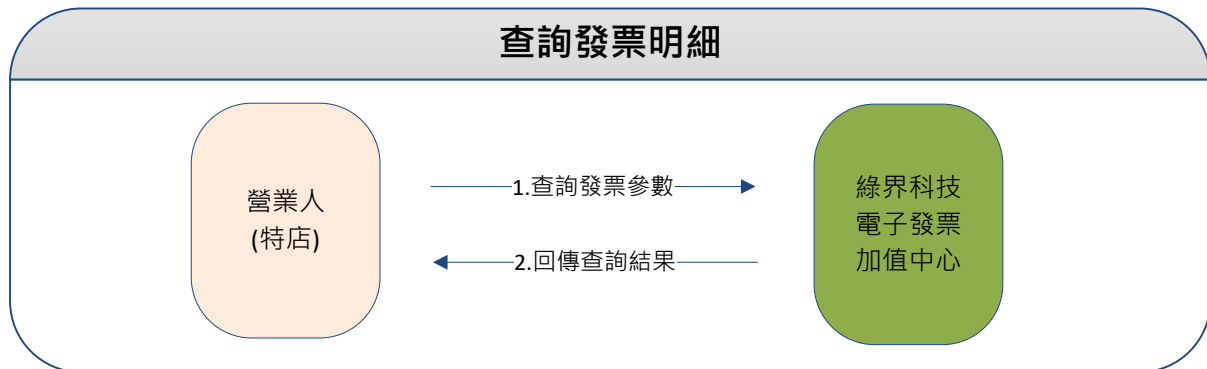 查詢發票明細
營業人
(特店)
1.查詢發票參數
2.回傳查詢結果
綠界科技
電子發票
加值中心